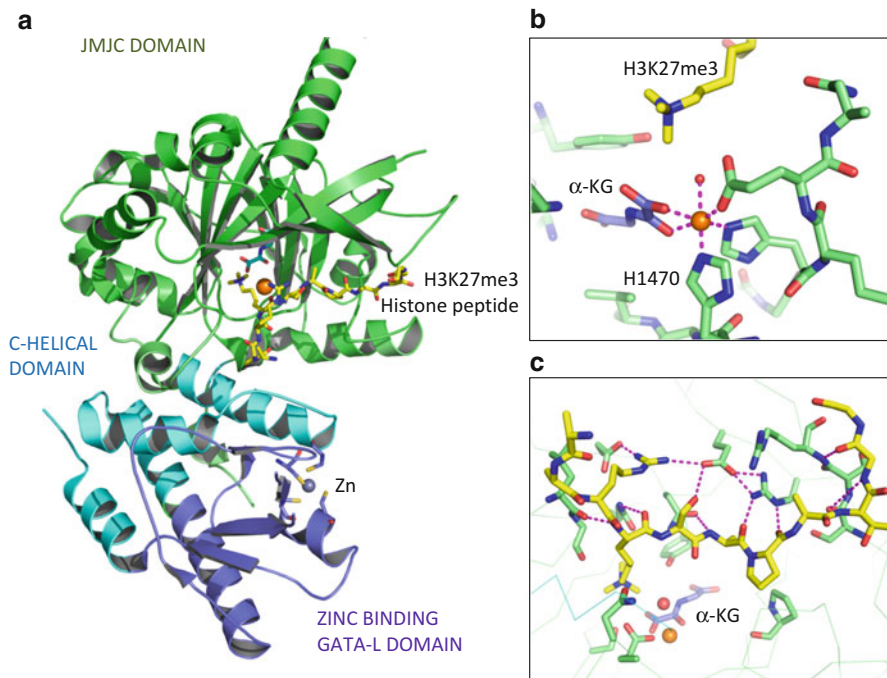 a
JMJC DOMAIN
H3K27me3
Histone peptide
C-HELICAL
DOMAIN
Zn
ZINC BINDING
GATA-L DOMAIN
b
H3K27me3
α-KG
H1470
c
α-KG